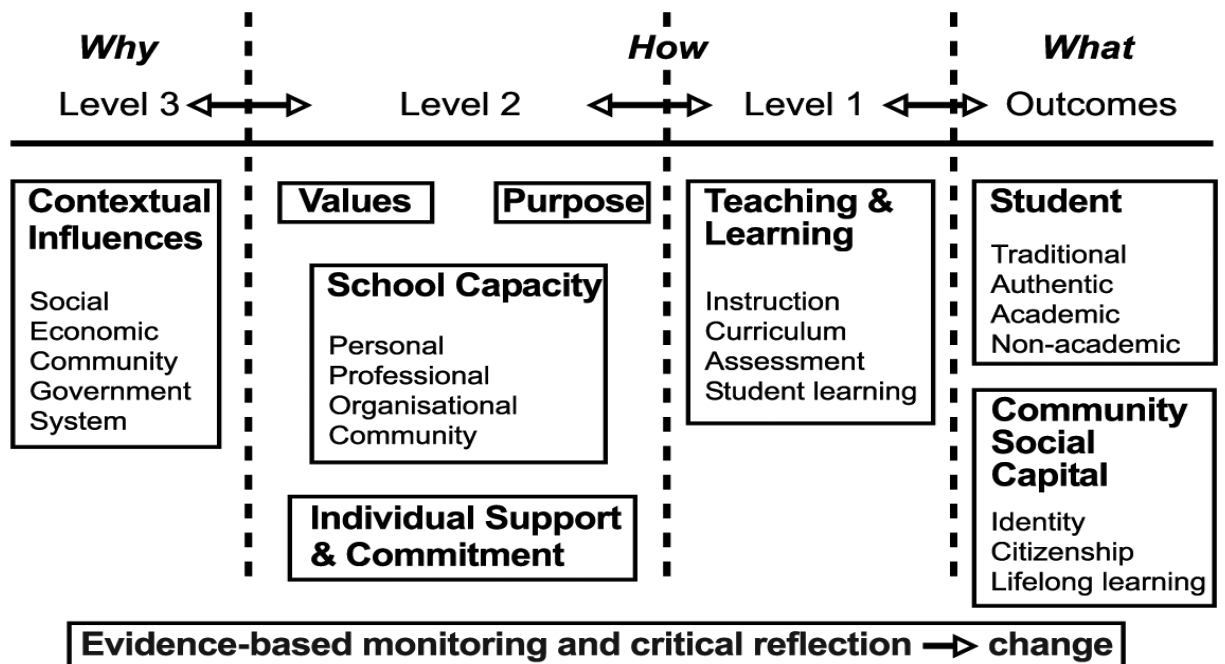 Why
How
What
Level 3
Level 2
Level 1
Outcomes
Contextual
Influences
Social
Economic
Community
Government
System
Values
Purpose
School Capacity
Personal
Professional
Organisational
Community
Individual Support
& Commitment
Teaching &
Learning
Instruction
Curriculum
Assessment
Student learning
Student
Traditional
Authentic
Academic
Non-academic
Community
Social
Capital
Identity
Citizenship
Lifelong learning
Evidence-based monitoring and critical reflection → change